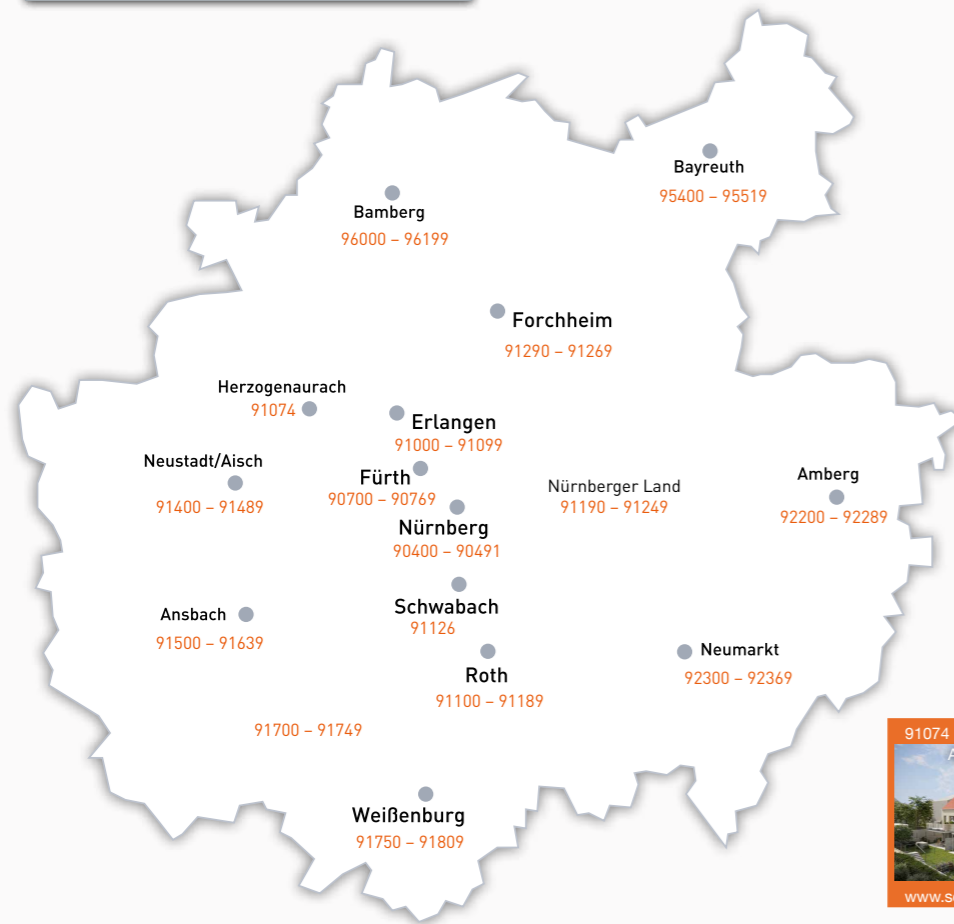 Bayreuth
95400 – 95519
Bamberg
96000 – 96199
Forchheim
91290 – 91269
Herzogenaurach
91074
Erlangen
91000 – 91099
Neustadt/Aisch
91400 – 91489
Fürth
90700 – 90769
Nürnberger Land
91190 – 91249
Amberg
92200 – 92289
Nürnberg
90400 – 90491
Schwabach
91126
Ansbach
91500 – 91639
Roth
91100 – 91189
Neumarkt
92300 – 92369
91700 – 91749
Weißenburg
91750 – 91809
91074